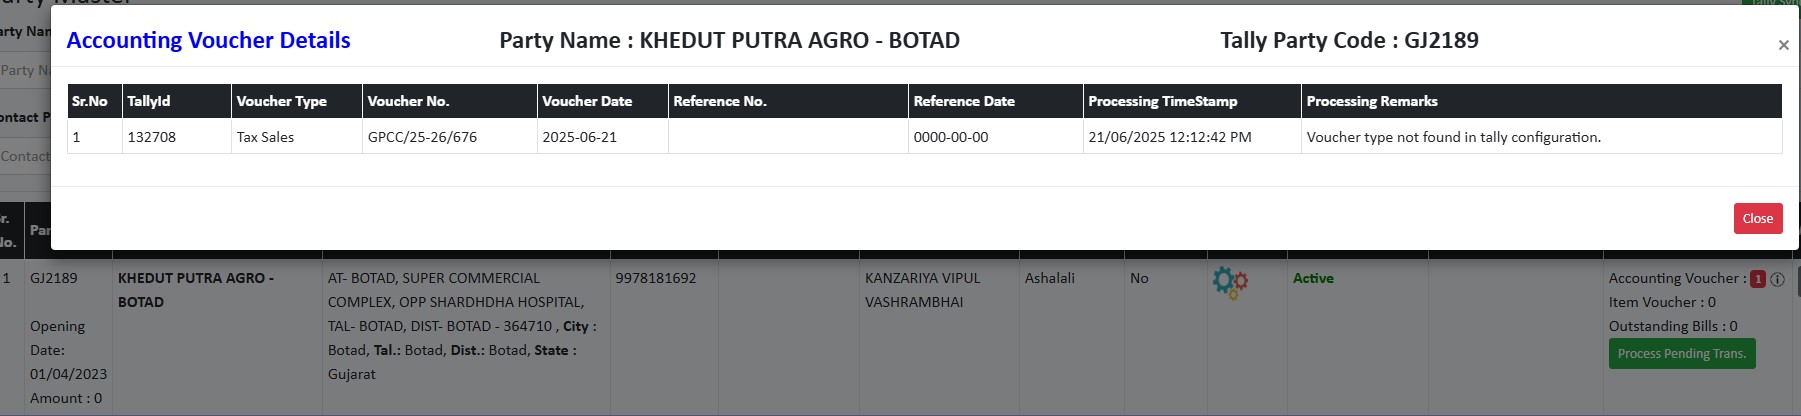 Party Master
Tally Sync
Accounting Voucher Details Party Name : KHEDUT PUTRA AGRO - BOTAD Tally Party Code : GJ2189 ×
arty Nam
Party Na
ontact P
Contact
Sr.No TallyId Voucher Type Voucher No. Voucher Date Reference No. Reference Date Processing TimeStamp Processing Remarks
1 132708 Tax Sales GPCC/25-26/676 2025-06-21 0000-00-00 21/06/2025 12:12:42 PM Voucher type not found in tally configuration.
Close
r.
No.
Par
1 GJ2189 KHEDUT PUTRA AGRO - AT- BOTAD, SUPER COMMERCIAL 9978181692 KANZARIYA VIPUL Ashalali No Active Accounting Voucher : 1
BOTAD COMPLEX, OPP SHARDHDHA HOSPITAL, VASHRAMBHAI Item Voucher : 0
Opening TAL- BOTAD, DIST- BOTAD - 364710 , City : Outstanding Bills : 0
Date: Botad, Tal.: Botad, Dist.: Botad, State : Process Pending Trans.
01/04/2023 Gujarat
Amount : 0